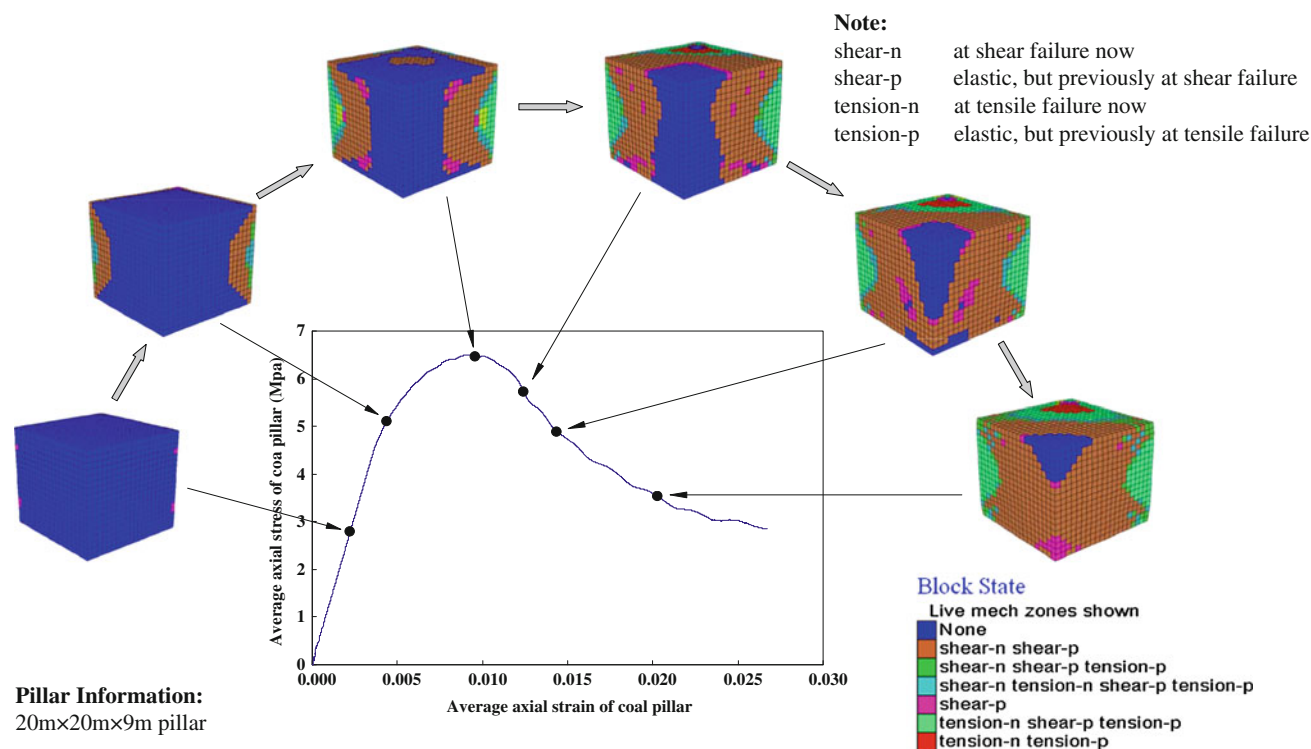 Note:
shear-n at shear failure now
shear-p elastic, but previously at shear failure
tension-n at tensile failure now
tension-p elastic, but previously at tensile failure
Average axial stress of coa pillar (Mpa)
7
6
5
4
3
2
1
0
0.000 0.005 0.010 0.015 0.020 0.025 0.030
Average axial strain of coal pillar
Pillar Information:
20m×20m×9m pillar
Block State
Live mech zones shown
None
shear-n shear-p
shear-n shear-p tension-p
shear-n tension-n shear-p tension-p
shear-p
tension-n shear-p tension-p
tension-n tension-p